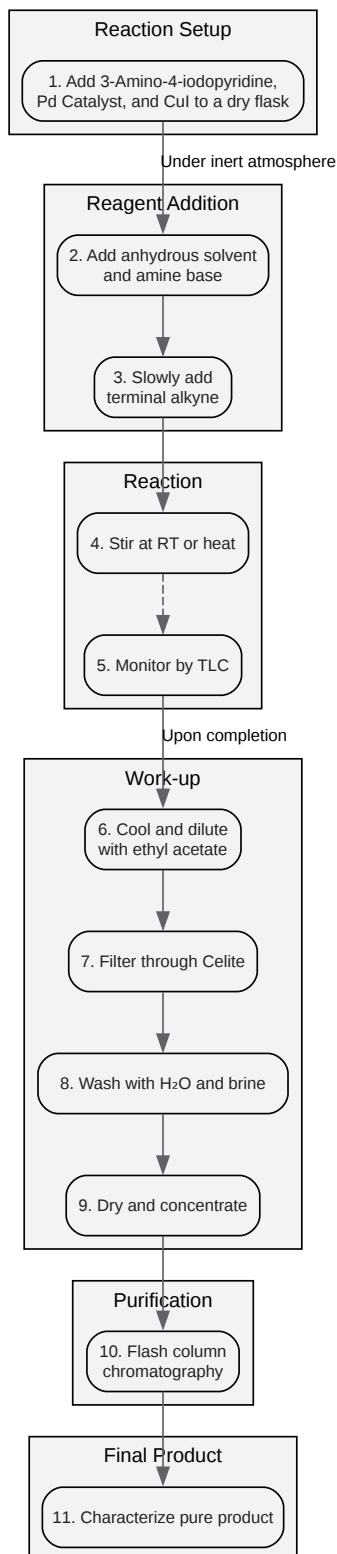 Reaction Setup
1. Add 3-Amino-4-iodopyridine,
Pd Catalyst, and CuI to a dry flask
Under inert atmosphere
Reagent Addition
2. Add anhydrous solvent
and amine base
3. Slowly add
terminal alkyne
Reaction
4. Stir at RT or heat
5. Monitor by TLC
Upon completion
Work-up
6. Cool and dilute
with ethyl acetate
7. Filter through Celite
8. Wash with H₂O and brine
9. Dry and concentrate
Purification
10. Flash column
chromatography
Final Product
11. Characterize pure product